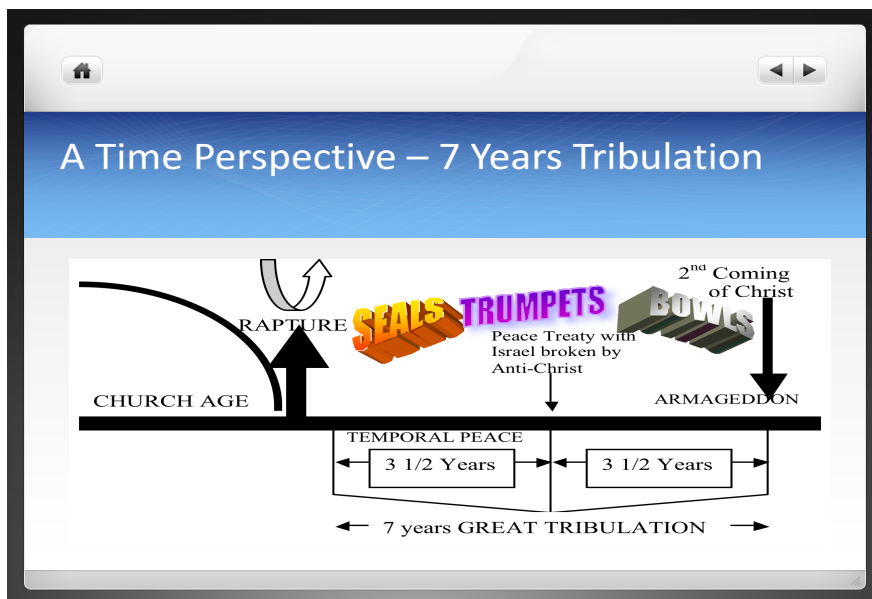 A Time Perspective – 7 Years Tribulation
2nd Coming
of Christ
SEALS TRUMPETS BOWLS
RAPTURE
Peace Treaty with
Israel broken by
Anti-Christ
CHURCH AGE
ARMAGEDDON
TEMPORAL PEACE
3 1/2 Years
3 1/2 Years
7 years GREAT TRIBULATION